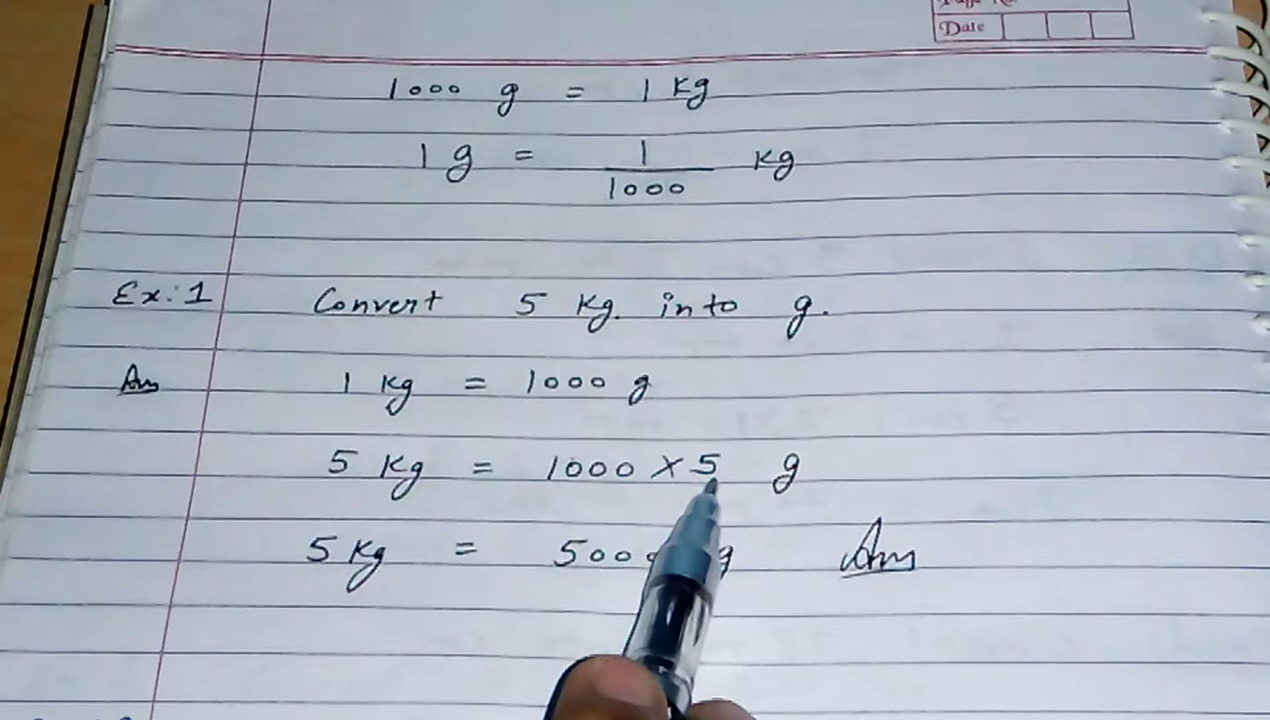 Date
1000 g = 1 Kg
1 g = 1/1000 Kg
Ex: 1 Convert 5 Kg. into g.
Ans 1 Kg = 1000 g
5 Kg = 1000 × 5 g
5 Kg = 5000 g Ans